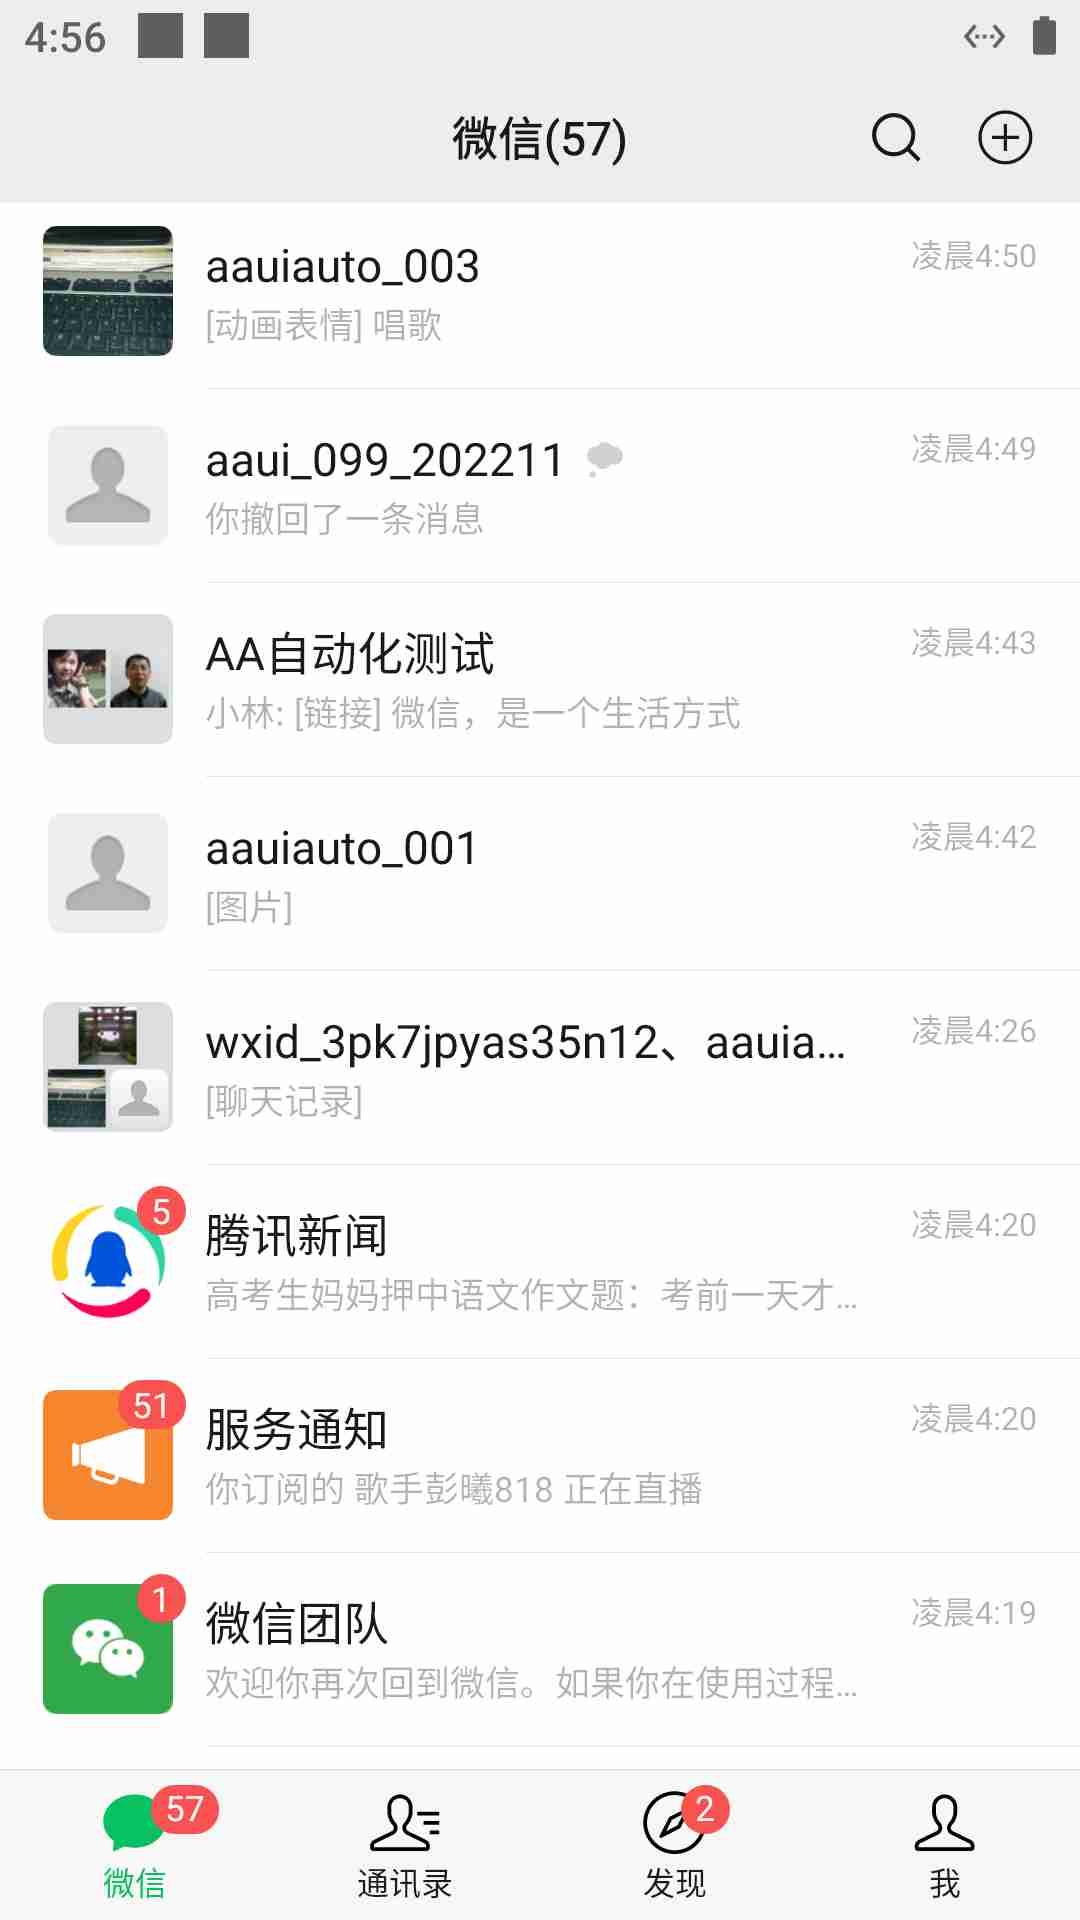 4:56
微信(57)
aauiauto_003
凌晨4:50
[动画表情] 唱歌
aaui_099_202211
凌晨4:49
你撤回了一条消息
AA自动化测试
凌晨4:43
小林: [链接] 微信，是一个生活方式
aauiauto_001
凌晨4:42
[图片]
wxid_3pk7jpyas35n12、aauia...
凌晨4:26
[聊天记录]
5
腾讯新闻
凌晨4:20
高考生妈妈押中语文作文题：考前一天才...
51
服务通知
凌晨4:20
你订阅的 歌手彭曦818 正在直播
1
微信团队
凌晨4:19
欢迎你再次回到微信。如果你在使用过程...
57
2
微信
通讯录
发现
我